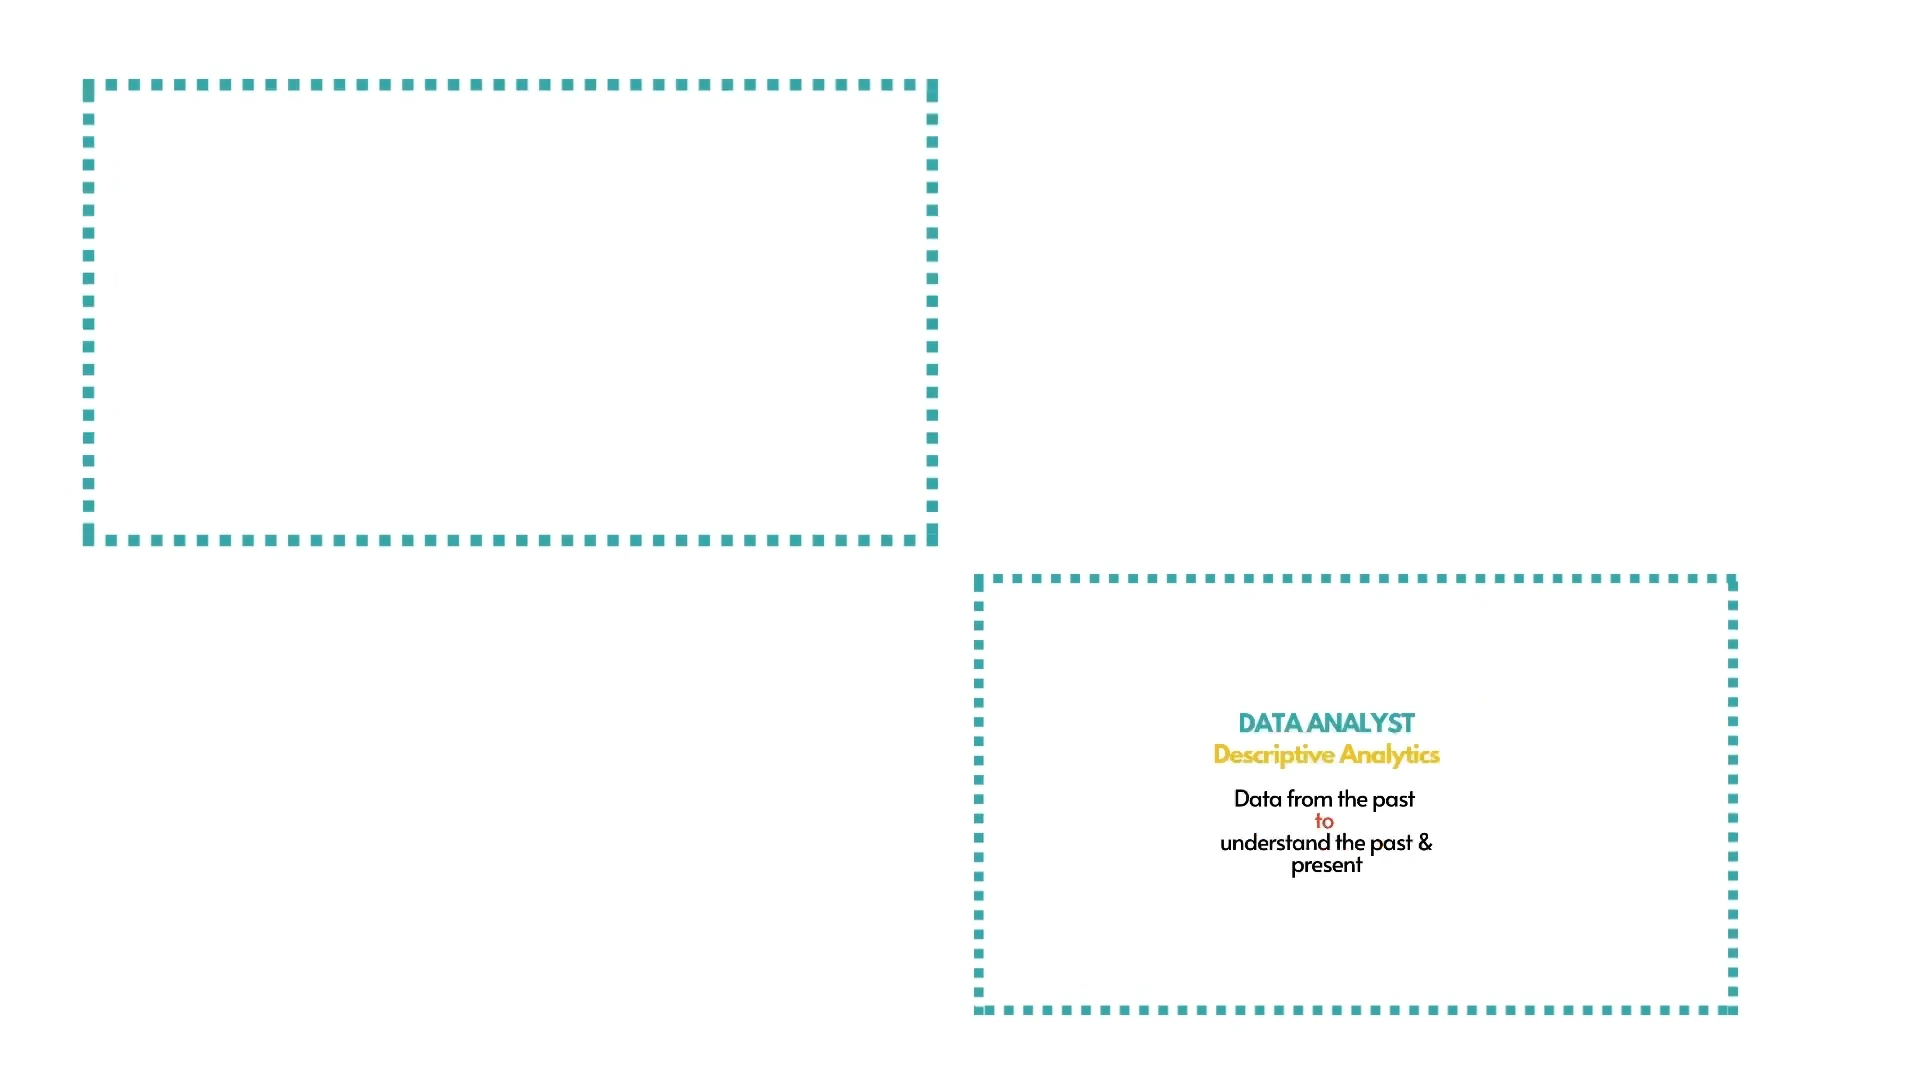 DATA ANALYST
Descriptive Analytics
Data from the past
to
understand the past &
present